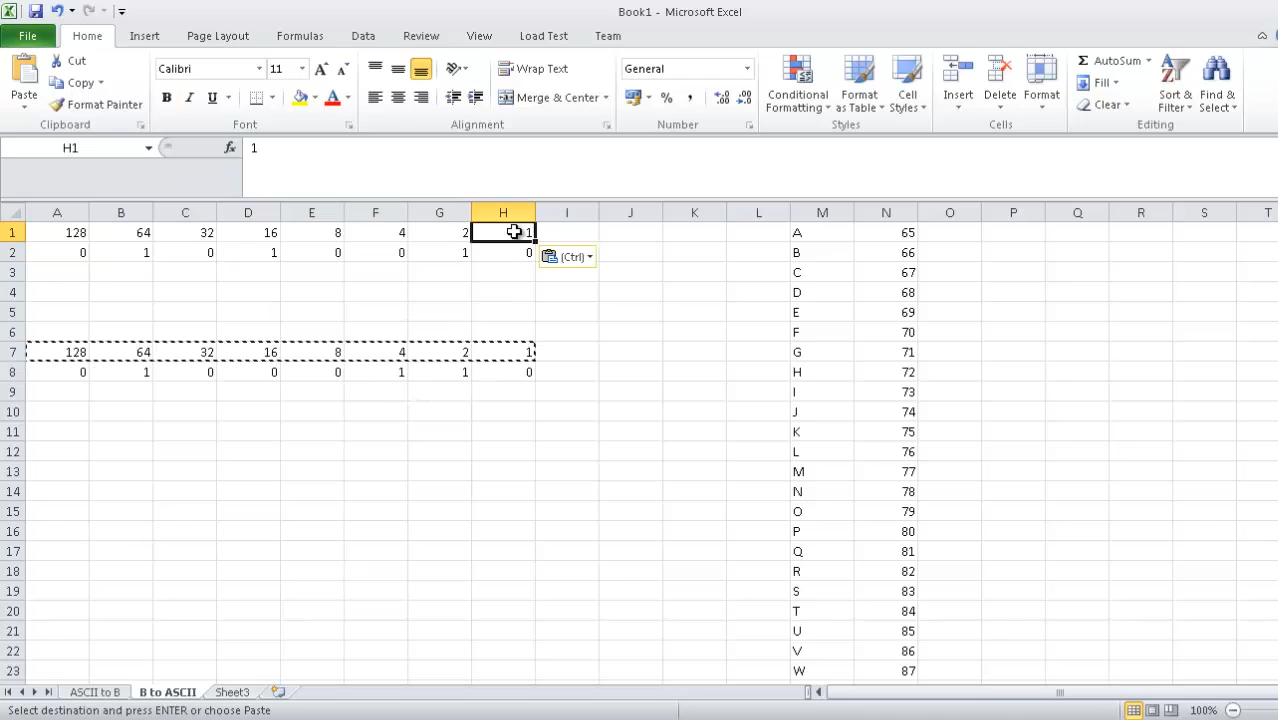 Book1 - Microsoft Excel
File Home Insert Page Layout Formulas Data Review View Load Test Team
Paste Cut Copy Format Painter Clipboard
Calibri 11 A A B I U A Font
Wrap Text Merge & Center Alignment
General % , .0 .00 .00 .0 Number
Conditional Formatting Format as Table Cell Styles Styles
Insert Delete Format Cells
Σ AutoSum Fill Clear Sort & Filter Find & Select Editing
H1 fx 1
A B C D E F G H I J K L M N O P Q R S T
1 128 64 32 16 8 4 2 1 A 65
2 0 1 0 1 0 0 1 0 (Ctrl) B 66
3 C 67
4 D 68
5 E 69
6 F 70
7 128 64 32 16 8 4 2 1 G 71
8 0 1 0 0 0 1 1 0 H 72
9 I 73
10 J 74
11 K 75
12 L 76
13 M 77
14 N 78
15 O 79
16 P 80
17 Q 81
18 R 82
19 S 83
20 T 84
21 U 85
22 V 86
23 W 87
ASCII to B B to ASCII Sheet3
Select destination and press ENTER or choose Paste 100%